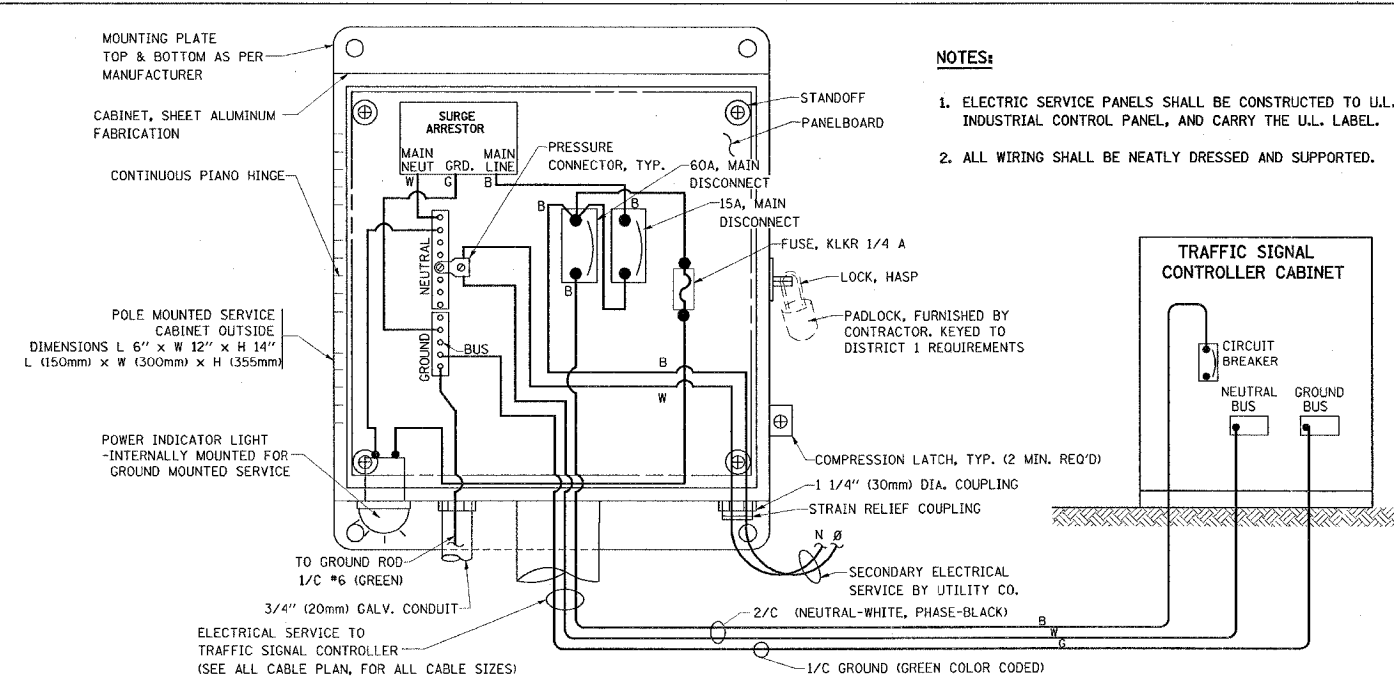 MOUNTING PLATE
TOP & BOTTOM AS PER
MANUFACTURER
CABINET, SHEET ALUMINUM
FABRICATION
CONTINUOUS PIANO HINGE
POLE MOUNTED SERVICE
CABINET OUTSIDE
DIMENSIONS L 6" x W 12" x H 14"
L (150mm) x W (300mm) x H (355mm)
POWER INDICATOR LIGHT
-INTERNALLY MOUNTED FOR
GROUND MOUNTED SERVICE
SURGE
ARRESTOR
MAIN
NEUT
GRD.
MAIN
LINE
W
G
B
NEUTRAL
GROUND
BUS
PRESSURE
CONNECTOR, TYP.
B
B
B
B
W
STANDOFF
PANELBOARD
60A, MAIN
DISCONNECT
15A, MAIN
DISCONNECT
FUSE, KLKR 1/4 A
LOCK, HASP
PADLOCK, FURNISHED BY
CONTRACTOR. KEYED TO
DISTRICT 1 REQUIREMENTS
COMPRESSION LATCH, TYP. (2 MIN. REQ'D)
1 1/4" (30mm) DIA. COUPLING
STRAIN RELIEF COUPLING
N Ø
SECONDARY ELECTRICAL
SERVICE BY UTILITY CO.
TO GROUND ROD
1/C #6 (GREEN)
3/4" (20mm) GALV. CONDUIT
ELECTRICAL SERVICE TO
TRAFFIC SIGNAL CONTROLLER
(SEE ALL CABLE PLAN, FOR ALL CABLE SIZES)
2/C (NEUTRAL-WHITE, PHASE-BLACK)
B
W
G
1/C GROUND (GREEN COLOR CODED)
NOTES:
1. ELECTRIC SERVICE PANELS SHALL BE CONSTRUCTED TO U.L.
INDUSTRIAL CONTROL PANEL, AND CARRY THE U.L. LABEL.
2. ALL WIRING SHALL BE NEATLY DRESSED AND SUPPORTED.
TRAFFIC SIGNAL
CONTROLLER CABINET
CIRCUIT
BREAKER
NEUTRAL
BUS
GROUND
BUS